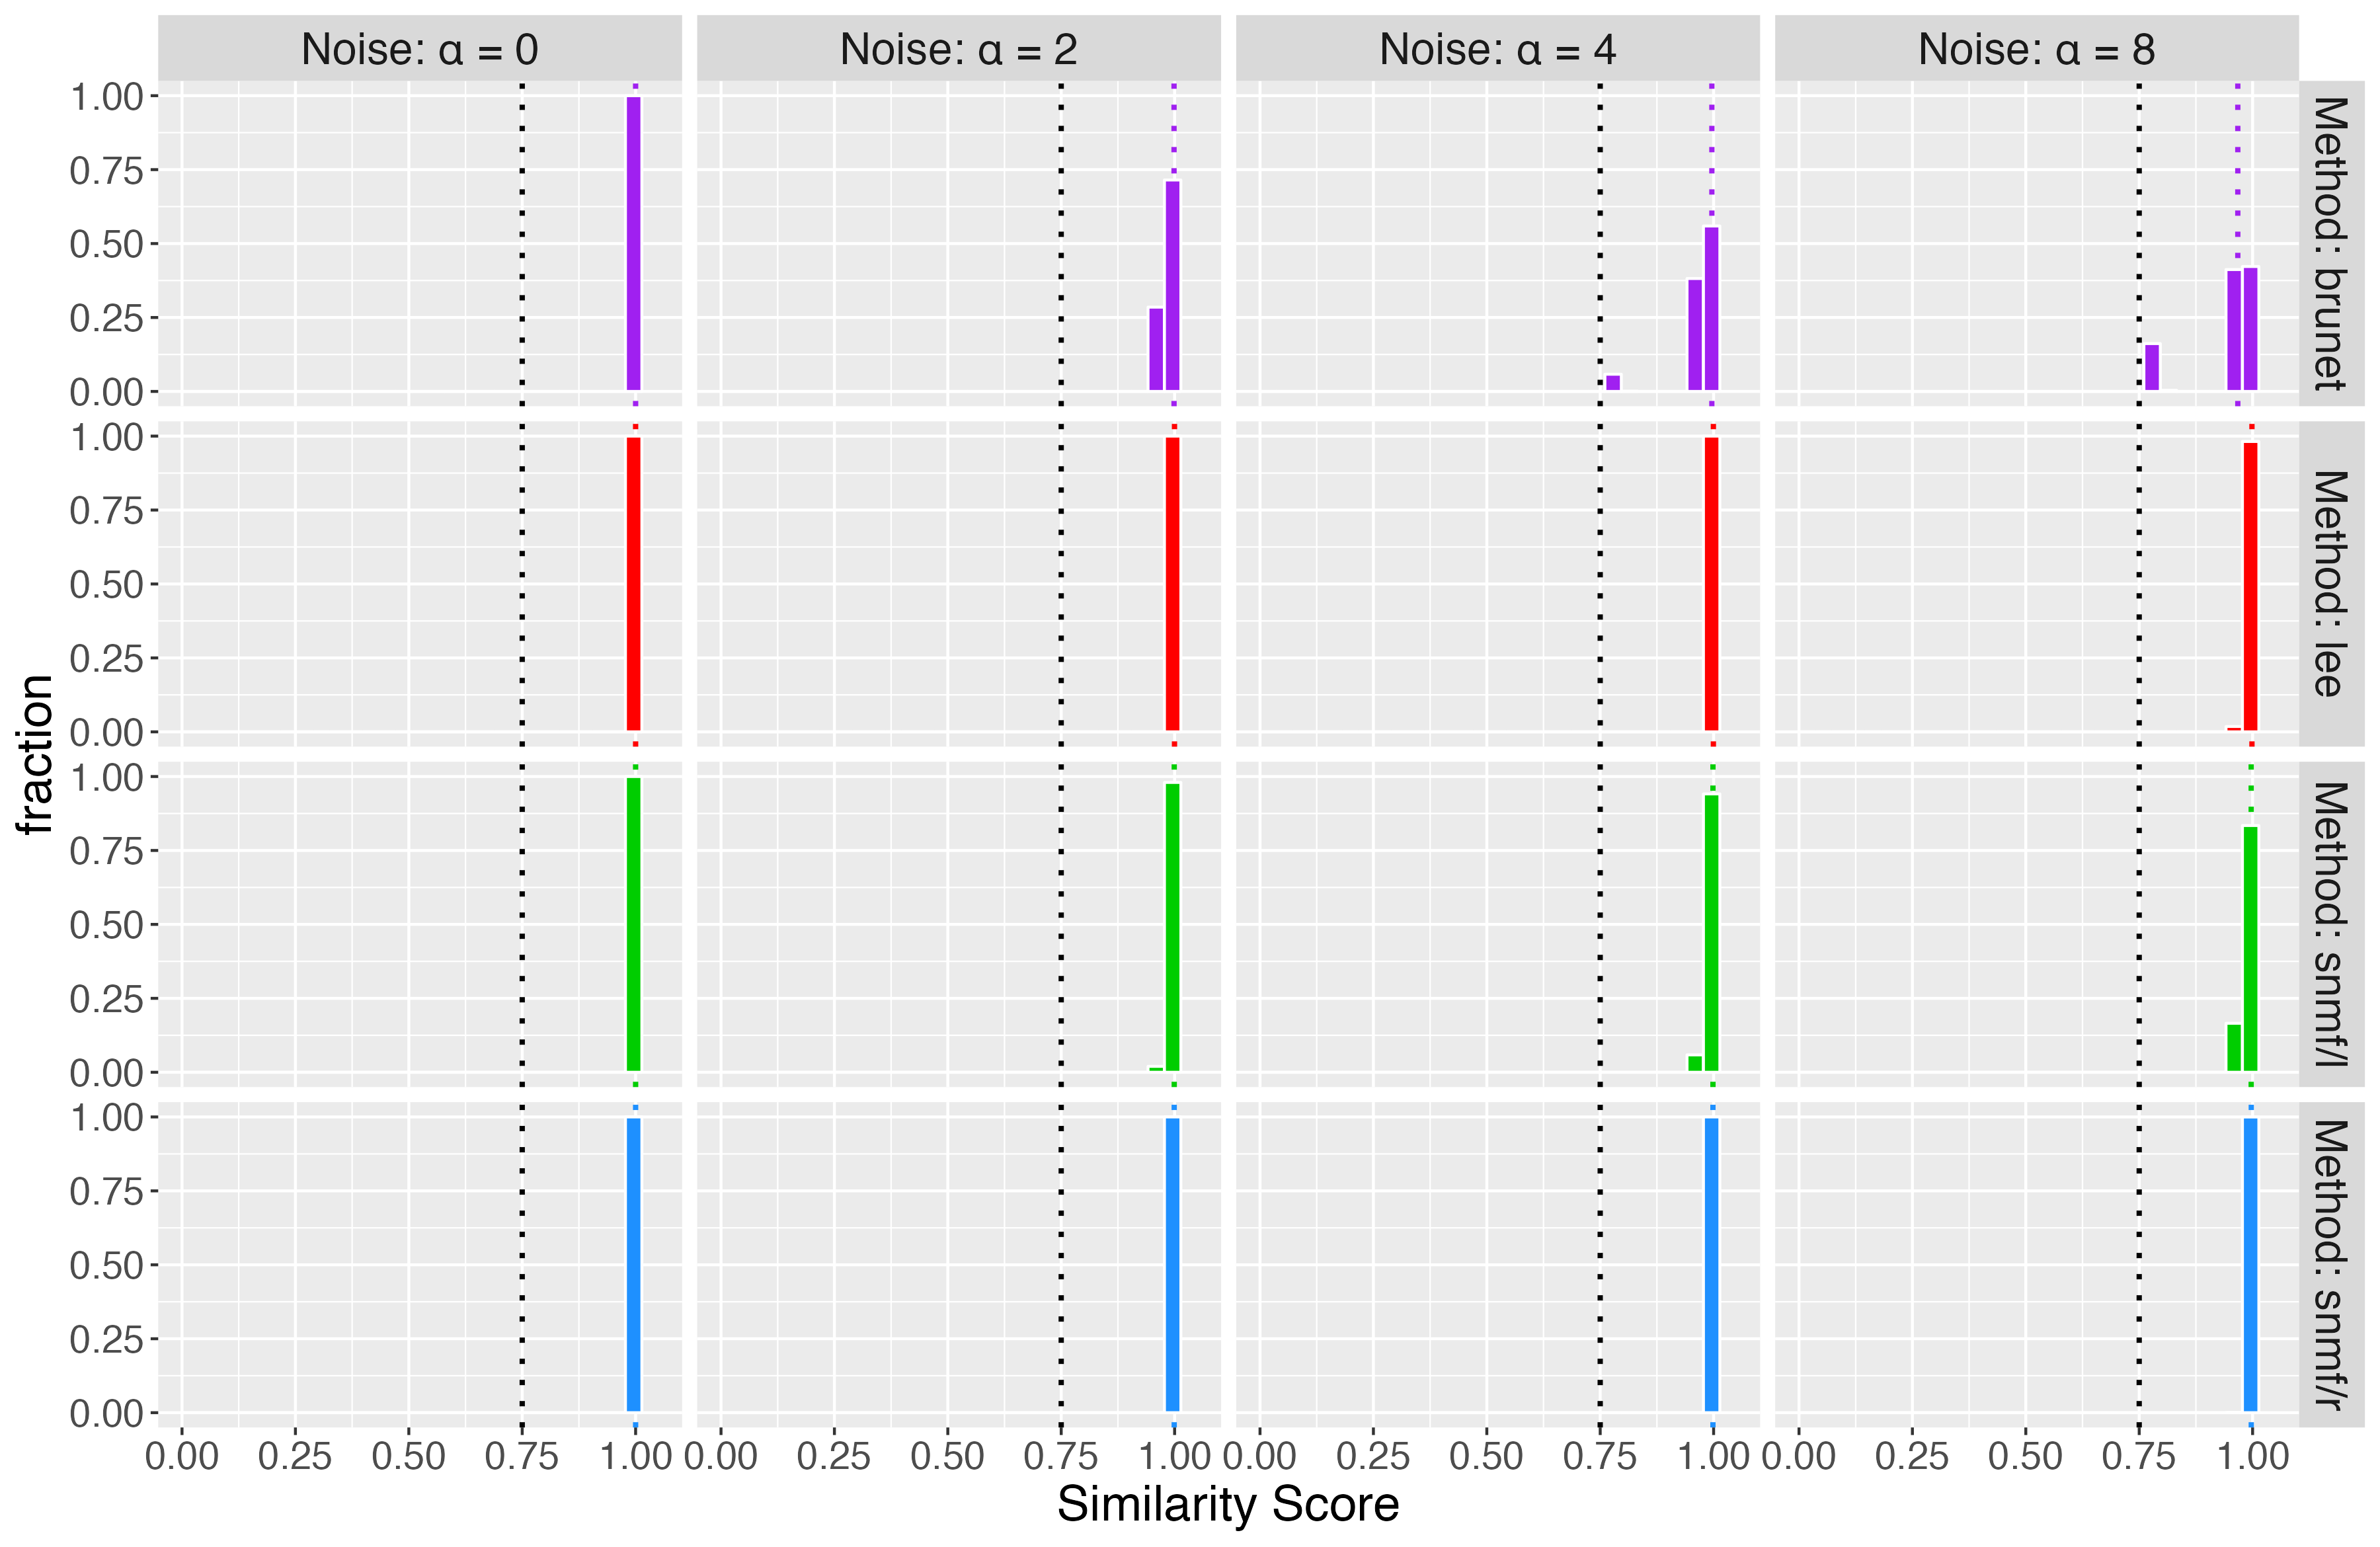 Noise: α = 0 Noise: α = 2 Noise: α = 4 Noise: α = 8
fraction
1.00
0.75
0.50
0.25
0.00
Method: brunet
1.00
0.75
0.50
0.25
0.00
Method: lee
1.00
0.75
0.50
0.25
0.00
Method: snmf/l
1.00
0.75
0.50
0.25
0.00
Method: snmf/r
0.00 0.25 0.50 0.75 1.00 0.00 0.25 0.50 0.75 1.00 0.00 0.25 0.50 0.75 1.00 0.00 0.25 0.50 0.75 1.00
Similarity Score